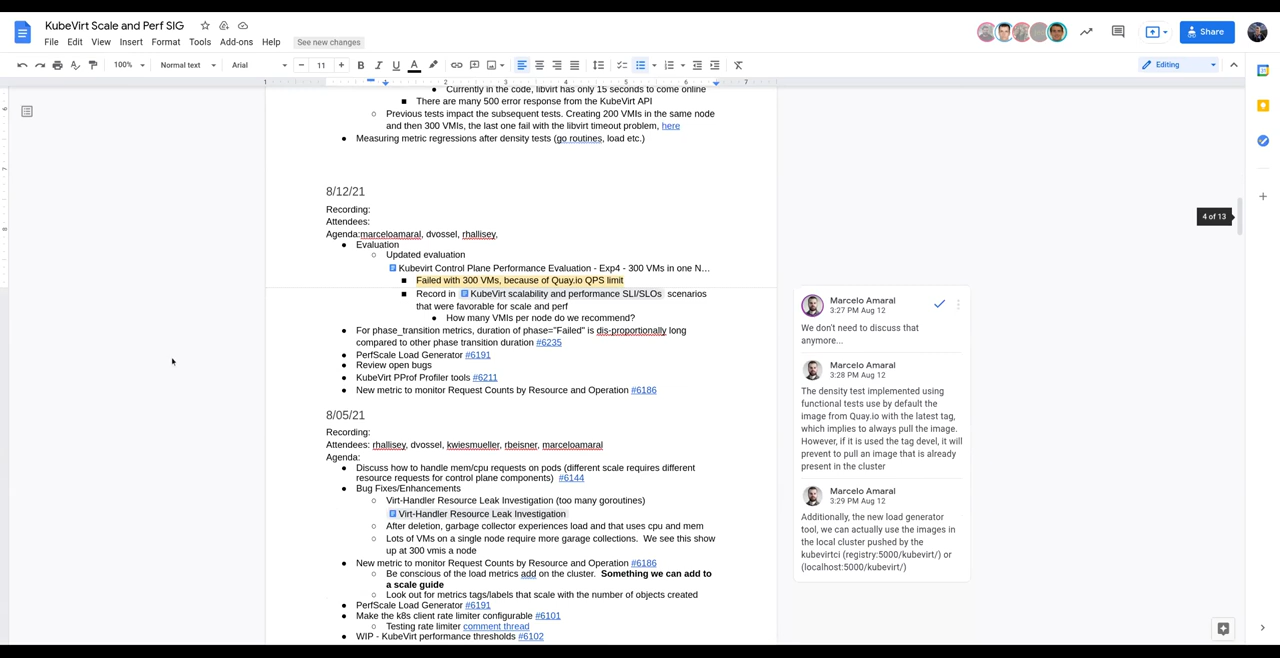 KubeVirt Scale and Perf SIG
File Edit View Insert Format Tools Add-ons Help See new changes
Share
100% Normal text Arial 11 Editing
1 1 2 3 4 5 6 7
Currently in the code, libvirt has only 15 seconds to come online
There are many 500 error response from the KubeVirt API
Previous tests impact the subsequent tests. Creating 200 VMIs in the same node
and then 300 VMIs, the last one fail with the libvirt timeout problem, here
Measuring metric regressions after density tests (go routines, load etc.)
8/12/21
Recording:
Attendees:
Agenda:marceloamaral, dvossel, rhallisey,
Evaluation
Updated evaluation
Kubevirt Control Plane Performance Evaluation - Exp4 - 300 VMs in one N...
Failed with 300 VMs, because of Quay.io QPS limit
Record in KubeVirt scalability and performance SLI/SLOs scenarios
that were favorable for scale and perf
How many VMIs per node do we recommend?
For phase_transition metrics, duration of phase="Failed" is dis-proportionally long
compared to other phase transition duration #6235
PerfScale Load Generator #6191
Review open bugs
KubeVirt PProf Profiler tools #6211
New metric to monitor Request Counts by Resource and Operation #6186
8/05/21
Recording:
Attendees: rhallisey, dvossel, kwiesmueller, rbeisner, marceloamaral
Agenda:
Discuss how to handle mem/cpu requests on pods (different scale requires different
resource requests for control plane components) #6144
Bug Fixes/Enhancements
Virt-Handler Resource Leak Investigation (too many goroutines)
Virt-Handler Resource Leak Investigation
After deletion, garbage collector experiences load and that uses cpu and mem
Lots of VMs on a single node require more garage collections. We see this show
up at 300 vmis a node
New metric to monitor Request Counts by Resource and Operation #6186
Be conscious of the load metrics add on the cluster. Something we can add to
a scale guide
Look out for metrics tags/labels that scale with the number of objects created
PerfScale Load Generator #6191
Make the k8s client rate limiter configurable #6101
Testing rate limiter comment thread
WIP - KubeVirt performance thresholds #6102
4 of 13
Marcelo Amaral
3:27 PM Aug 12
We don't need to discuss that
anymore...
Marcelo Amaral
3:28 PM Aug 12
The density test implemented using
functional tests use by default the
image from Quay.io with the latest tag,
which implies to always pull the image.
However, if it is used the tag devel, it will
prevent to pull an image that is already
present in the cluster
Marcelo Amaral
3:29 PM Aug 12
Additionally, the new load generator
tool, we can actually use the images in
the local cluster pushed by the
kubevirtci (registry:5000/kubevirt/) or
(localhost:5000/kubevirt/)